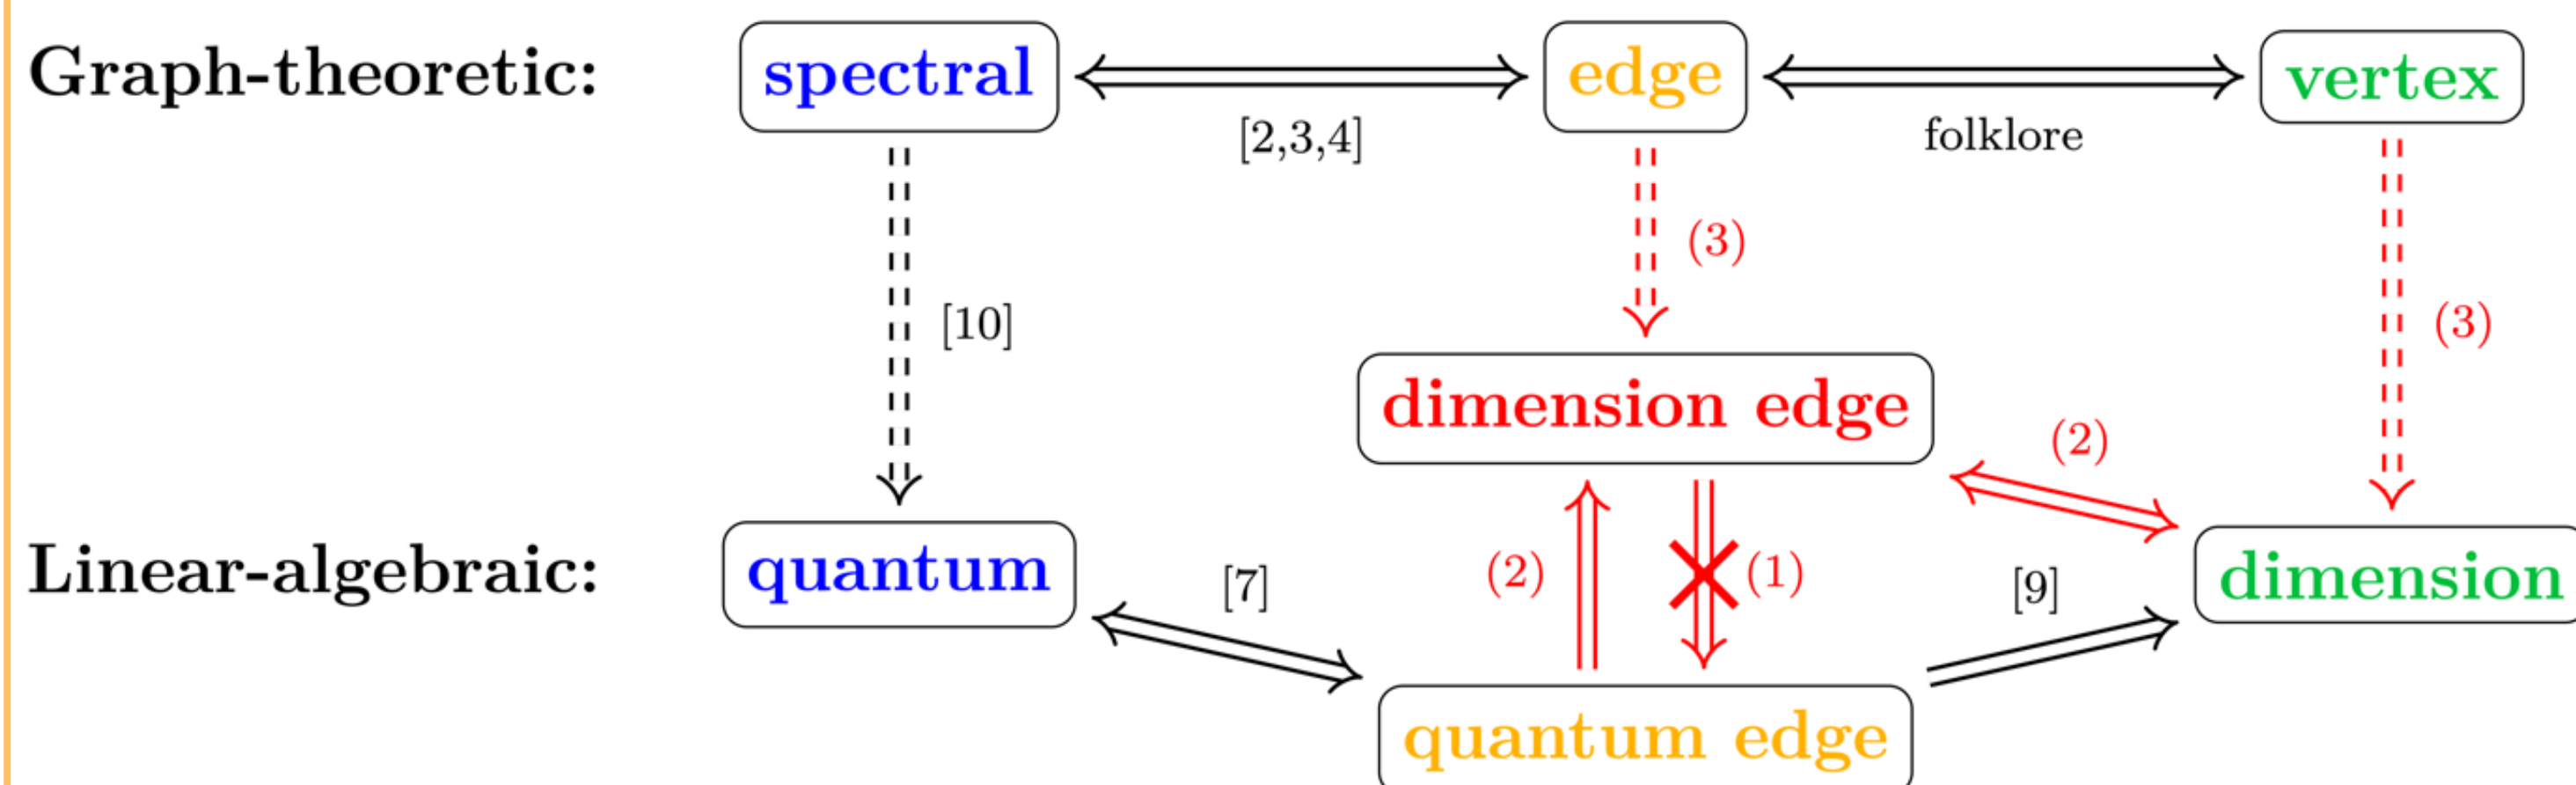 Graph-theoretic: spectral edge vertex
[2,3,4] folklore
(3)
[10] (3)
dimension edge
(2)
Linear-algebraic: quantum [7] (2) (1) [9] dimension
quantum edge